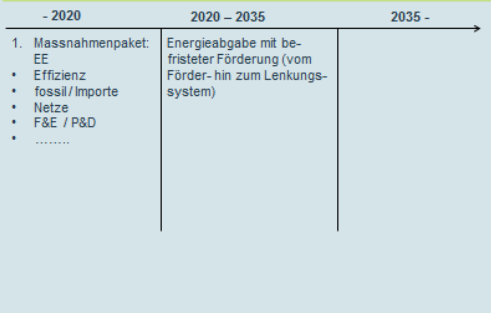 - 2020
2020 – 2035
2035 -
1. Massnahmenpaket:
EE
• Effizienz
• fossil / Importe
• Netze
• F&E / P&D
• ........
Energieabgabe mit be-
fristeter Förderung (vom
Förder- hin zum Lenkungs-
system)